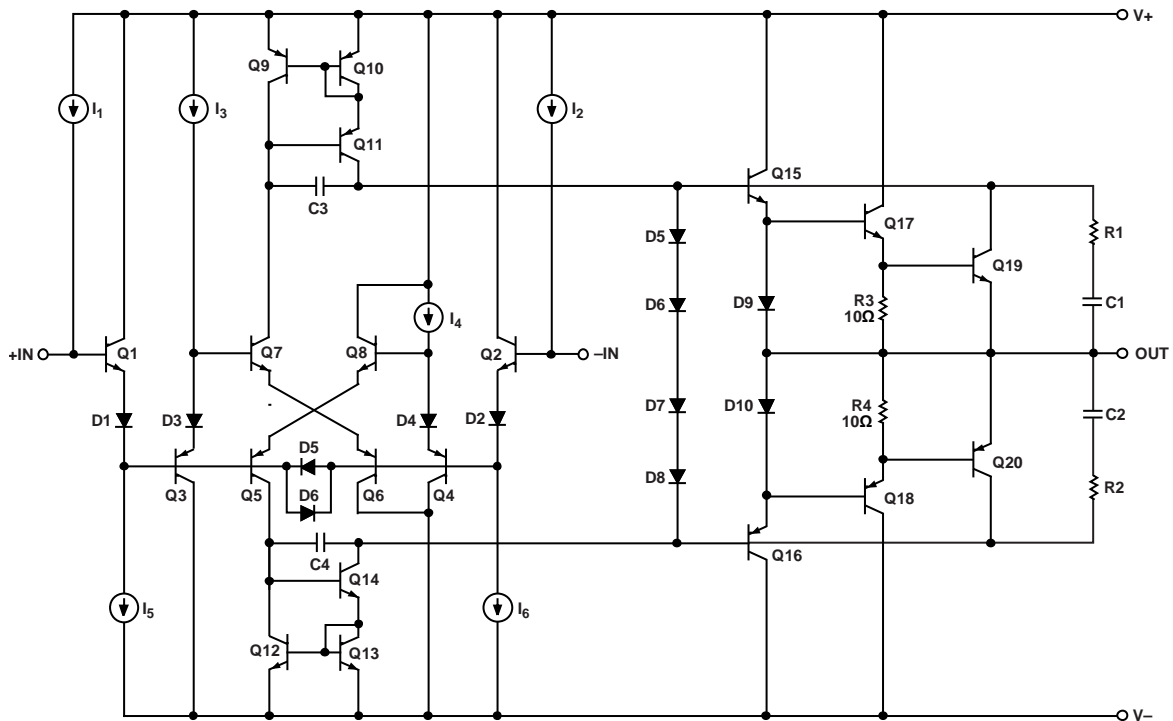 V+
Q9
Q10
I1
I3
I2
Q11
Q15
C3
Q17
R1
D5
Q19
D6
D9
R3
10Ω
C1
I4
+IN
Q1
Q7
Q8
Q2
–IN
OUT
D1
D3
D4
D2
D7
D10
R4
10Ω
C2
D5
Q3
Q5
D6
Q6
Q4
D8
Q18
Q20
R2
C4
Q16
Q14
I5
I6
Q12
Q13
V–